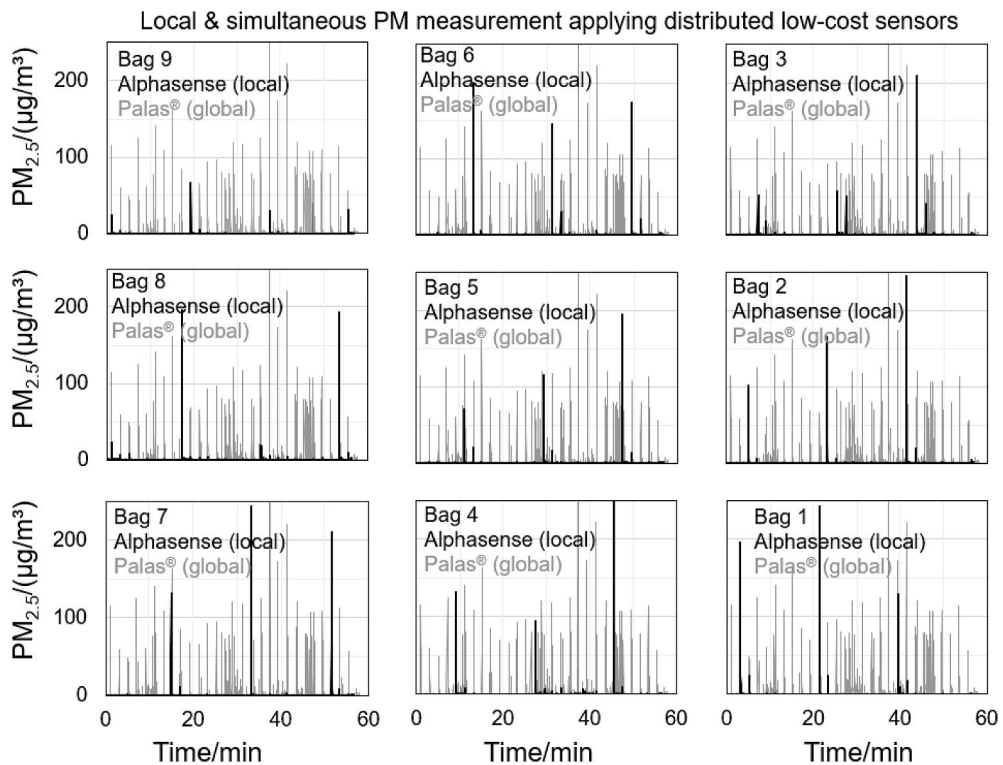 Local & simultaneous PM measurement applying distributed low-cost sensors
PM2.5/(µg/m³)
200
100
0
Bag 9
Alphasense (local)
Palas® (global)
Bag 6
Alphasense (local)
Palas® (global)
Bag 3
Alphasense (local)
Palas® (global)
PM2.5/(µg/m³)
200
100
0
Bag 8
Alphasense (local)
Palas® (global)
Bag 5
Alphasense (local)
Palas® (global)
Bag 2
Alphasense (local)
Palas® (global)
PM2.5/(µg/m³)
200
100
0
Bag 7
Alphasense (local)
Palas® (global)
Bag 4
Alphasense (local)
Palas® (global)
Bag 1
Alphasense (local)
Palas® (global)
0 20 40 60
0 20 40 60
0 20 40 60
Time/min
Time/min
Time/min